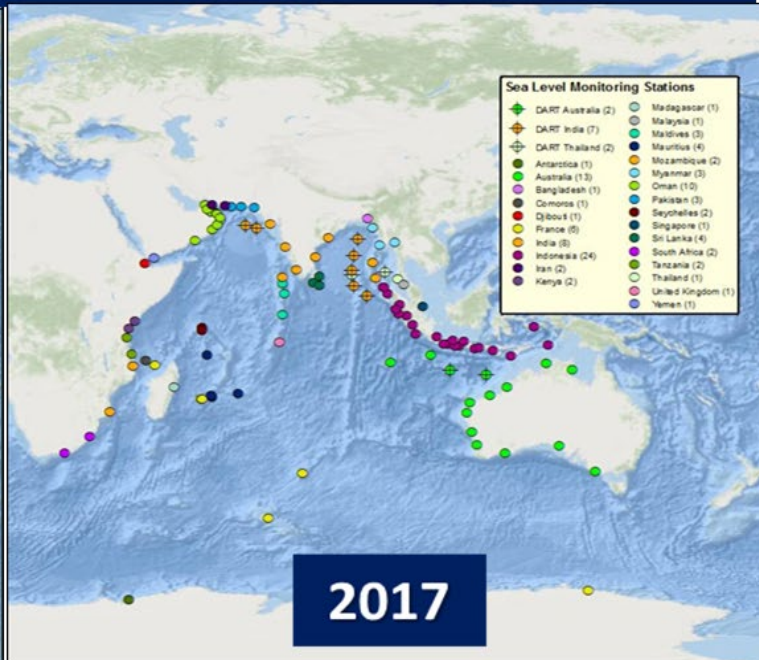 Sea Level Monitoring Stations
DART Australia (2)
DART India (7)
DART Thailand (2)
Antarctica (1)
Australia (13)
Bangladesh (1)
Comoros (1)
Djibouti (1)
France (6)
India (8)
Indonesia (24)
Iran (2)
Kenya (2)
Madagascar (1)
Malaysia (1)
Maldives (3)
Mauritius (4)
Mozambique (2)
Myanmar (3)
Oman (10)
Pakistan (3)
Seychelles (2)
Singapore (1)
Sri Lanka (4)
South Africa (2)
Tanzania (2)
Thailand (1)
United Kingdom (1)
Yemen (1)
2017